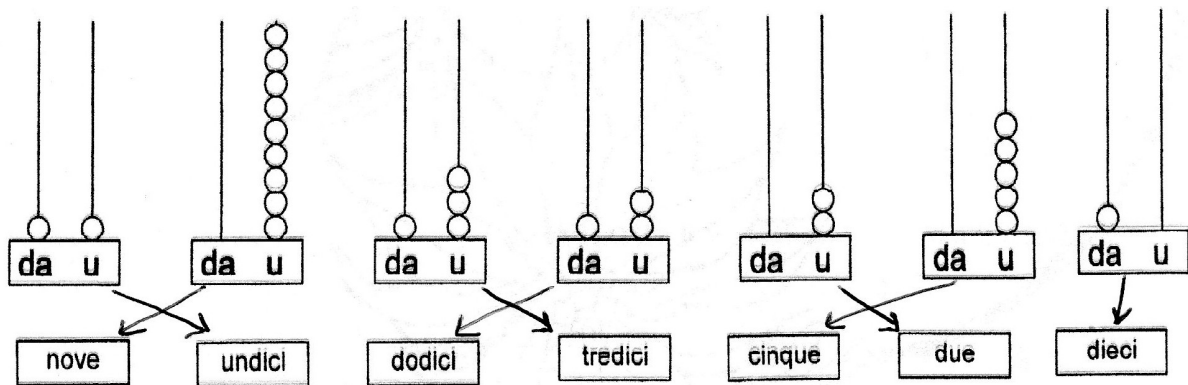 da u da u da u da u da u da u da u
nove undici dodici tredici cinque due dieci